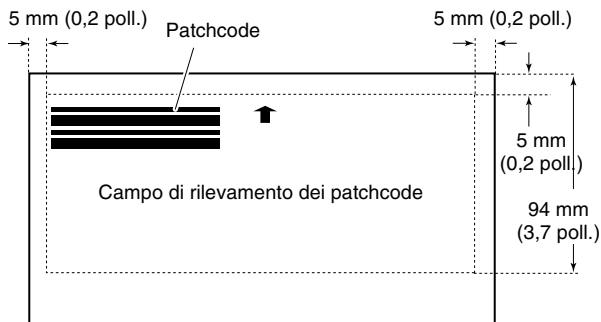 5 mm (0,2 poll.)
Patchcode
5 mm (0,2 poll.)
5 mm
(0,2 poll.)
Campo di rilevamento dei patchcode
94 mm
(3,7 poll.)